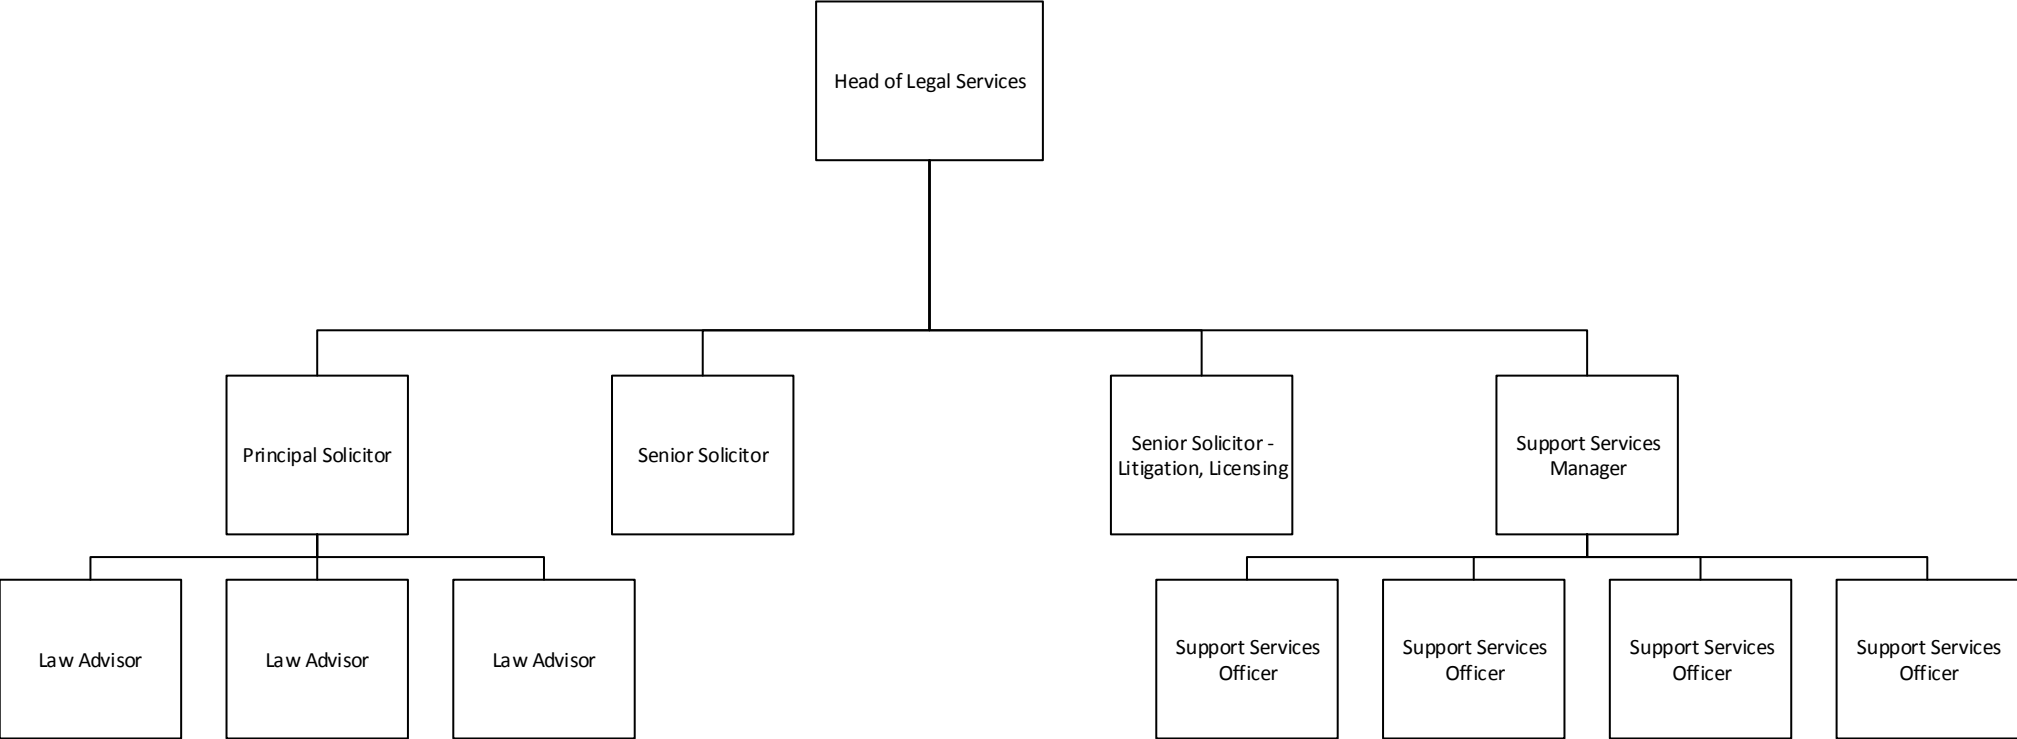 Head of Legal Services
Principal Solicitor
Senior Solicitor
Senior Solicitor -
Litigation, Licensing
Support Services
Manager
Law Advisor
Law Advisor
Law Advisor
Support Services
Officer
Support Services
Officer
Support Services
Officer
Support Services
Officer